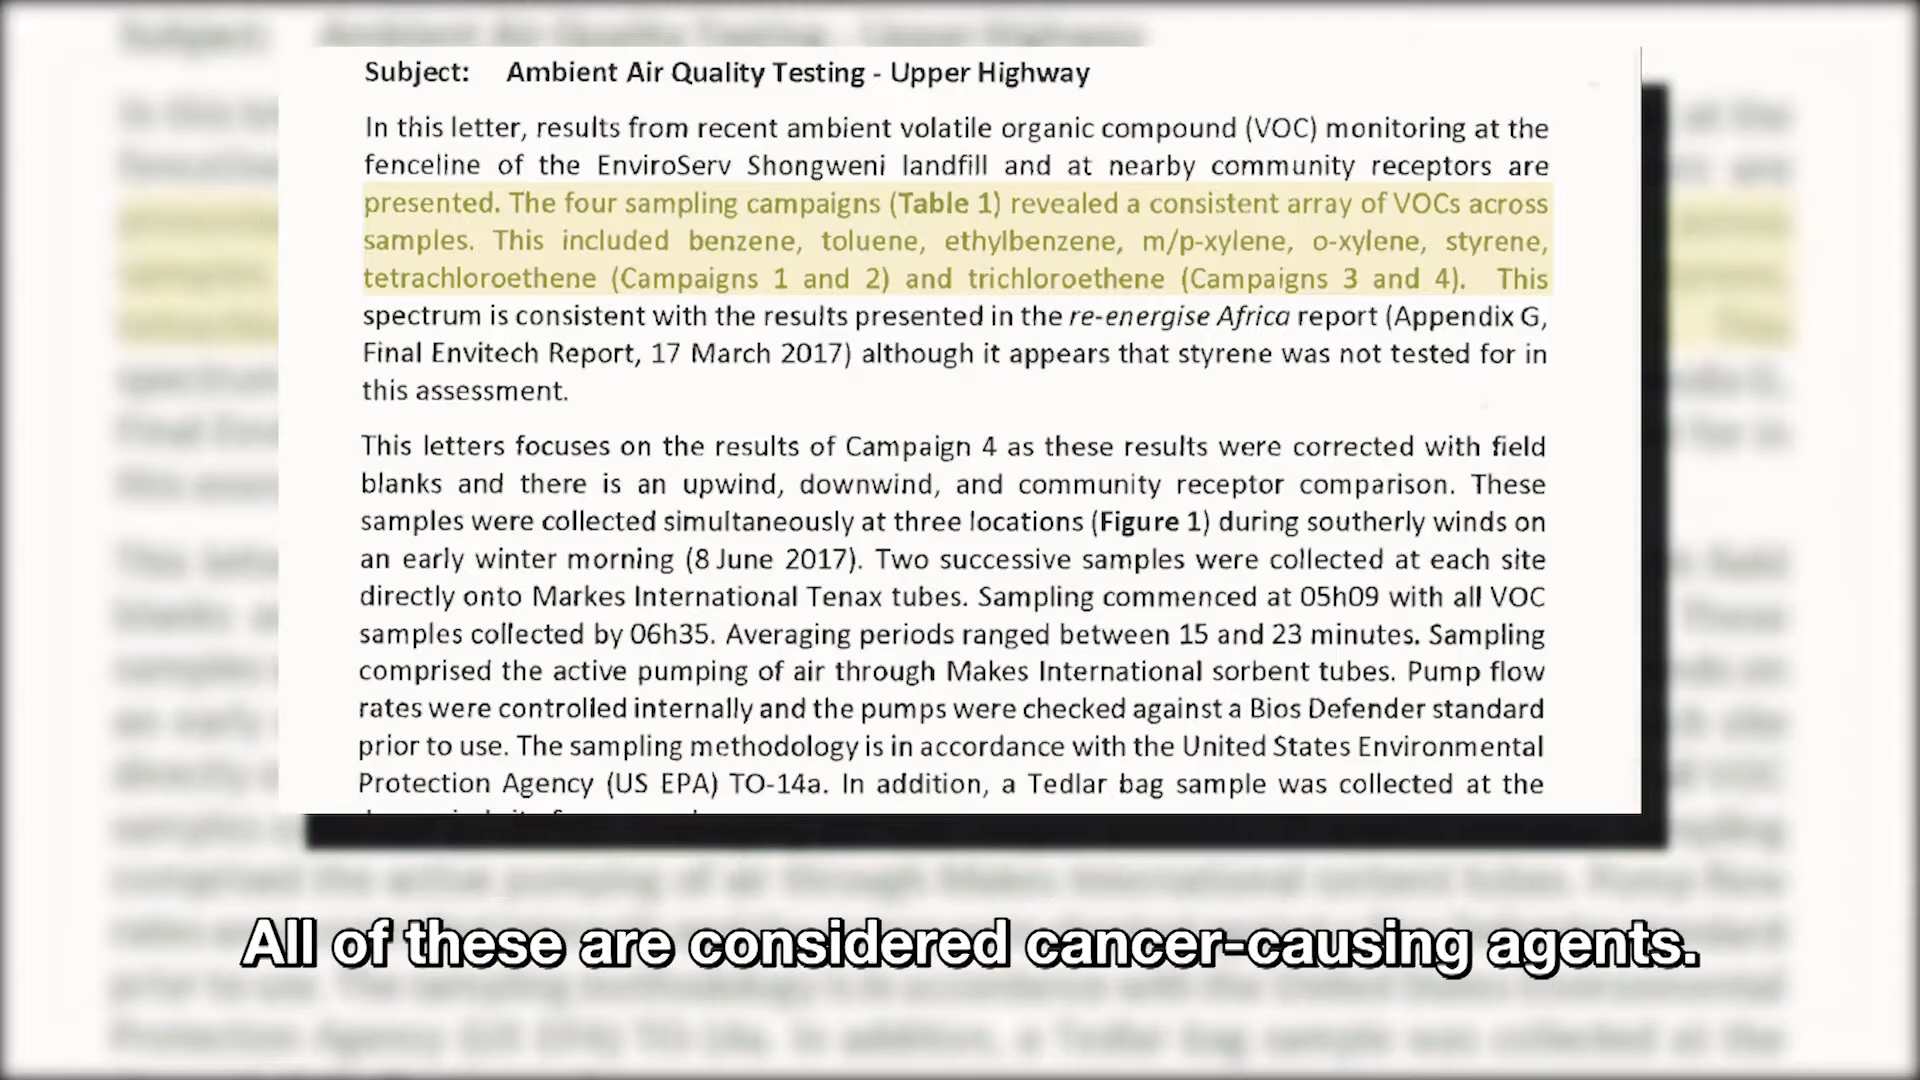 Subject: Ambient Air Quality Testing - Upper Highway
In this letter, results from recent ambient volatile organic compound (VOC) monitoring at the
fenceline of the EnviroServ Shongweni landfill and at nearby community receptors are
presented. The four sampling campaigns (Table 1) revealed a consistent array of VOCs across
samples. This included benzene, toluene, ethylbenzene, m/p-xylene, o-xylene, styrene,
tetrachloroethene (Campaigns 1 and 2) and trichloroethene (Campaigns 3 and 4). This
spectrum is consistent with the results presented in the re-energise Africa report (Appendix G,
Final Envitech Report, 17 March 2017) although it appears that styrene was not tested for in
this assessment.
This letters focuses on the results of Campaign 4 as these results were corrected with field
blanks and there is an upwind, downwind, and community receptor comparison. These
samples were collected simultaneously at three locations (Figure 1) during southerly winds on
an early winter morning (8 June 2017). Two successive samples were collected at each site
directly onto Markes International Tenax tubes. Sampling commenced at 05h09 with all VOC
samples collected by 06h35. Averaging periods ranged between 15 and 23 minutes. Sampling
comprised the active pumping of air through Makes International sorbent tubes. Pump flow
rates were controlled internally and the pumps were checked against a Bios Defender standard
prior to use. The sampling methodology is in accordance with the United States Environmental
Protection Agency (US EPA) TO-14a. In addition, a Tedlar bag sample was collected at the
All of these are considered cancer-causing agents.